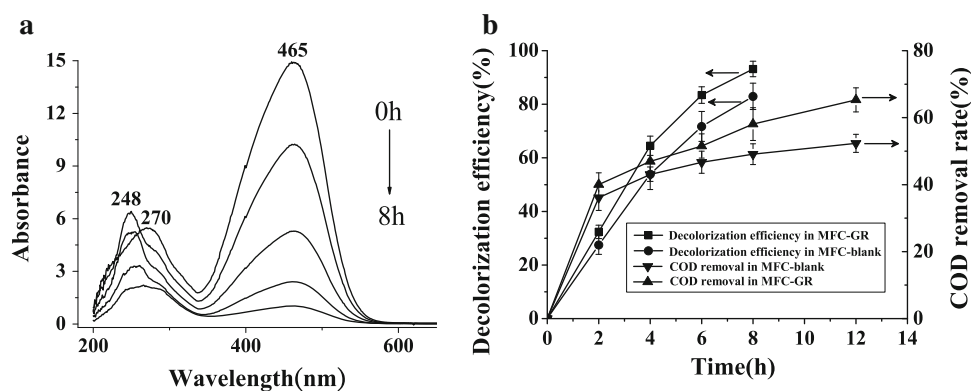 a
Absorbance
15
12
9
6
3
0
465
248
270
0h
8h
200
400
600
Wavelength(nm)
b
Decolorization efficiency(%)
100
80
60
40
20
0
Decolorization efficiency in MFC-GR
Decolorization efficiency in MFC-blank
COD removal in MFC-blank
COD removal in MFC-GR
0 2 4 6 8 10 12 14
Time(h)
80
60
40
20
0
COD removal rate(%)